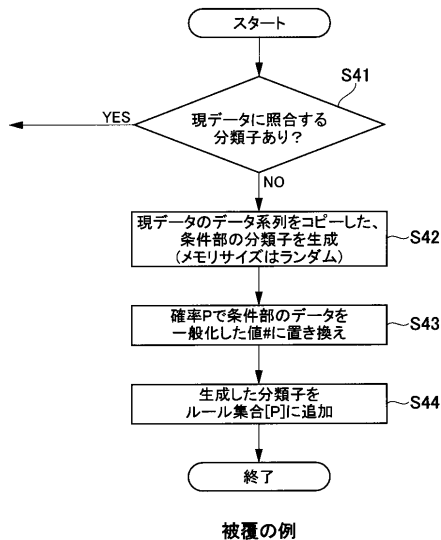 スタート
S41
YES
現データに照合する
分類子あり?
NO
現データのデータ系列をコピーした、
条件部の分類子を生成
(メモリサイズはランダム)
S42
確率Pで条件部のデータを
一般化した値#に置き換え
S43
生成した分類子を
ルール集合[P]に追加
S44
終了
被覆の例